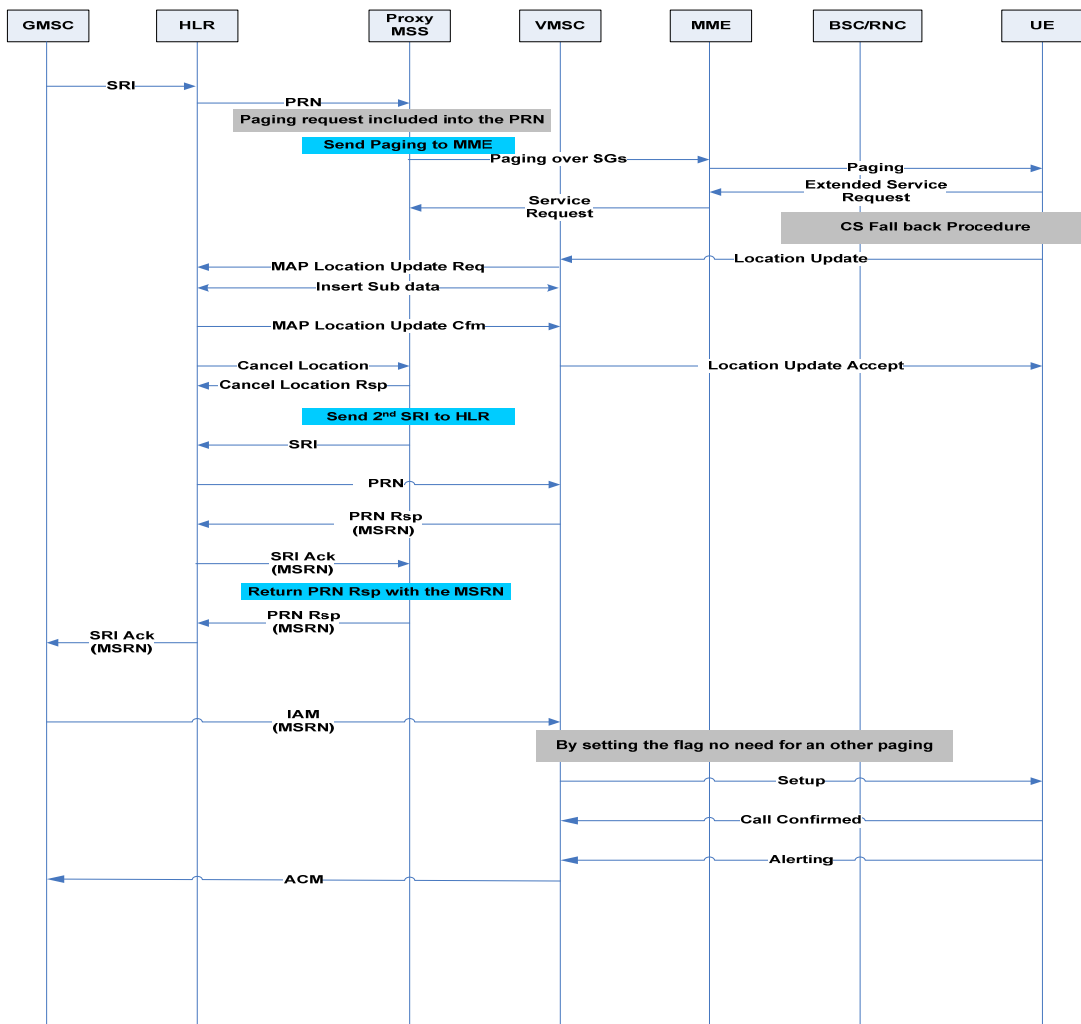 GMSC
HLR
Proxy
MSS
VMSC
MME
BSC/RNC
UE
SRI
PRN
Paging request included into the PRN
Send Paging to MME
Paging over SGs
Paging
Extended Service
Request
Service
Request
CS Fall back Procedure
Location Update
MAP Location Update Req
Insert Sub data
MAP Location Update Cfm
Cancel Location
Location Update Accept
Cancel Location Rsp
Send 2nd SRI to HLR
SRI
PRN
PRN Rsp
(MSRN)
SRI Ack
(MSRN)
Return PRN Rsp with the MSRN
PRN Rsp
(MSRN)
SRI Ack
(MSRN)
IAM
(MSRN)
By setting the flag no need for an other paging
Setup
Call Confirmed
Alerting
ACM